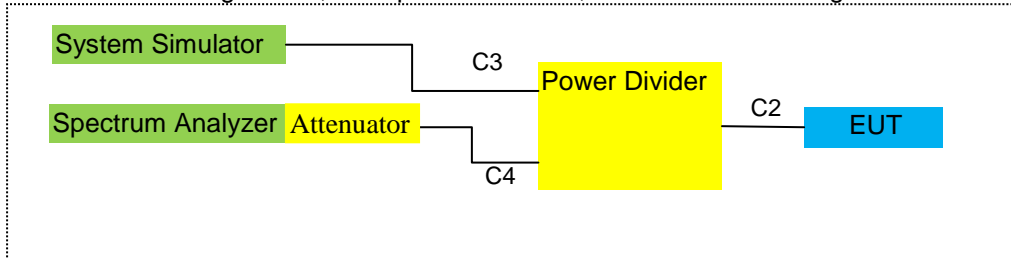 System Simulator
C3
Power Divider
C2
Spectrum Analyzer
Attenuator
EUT
C4